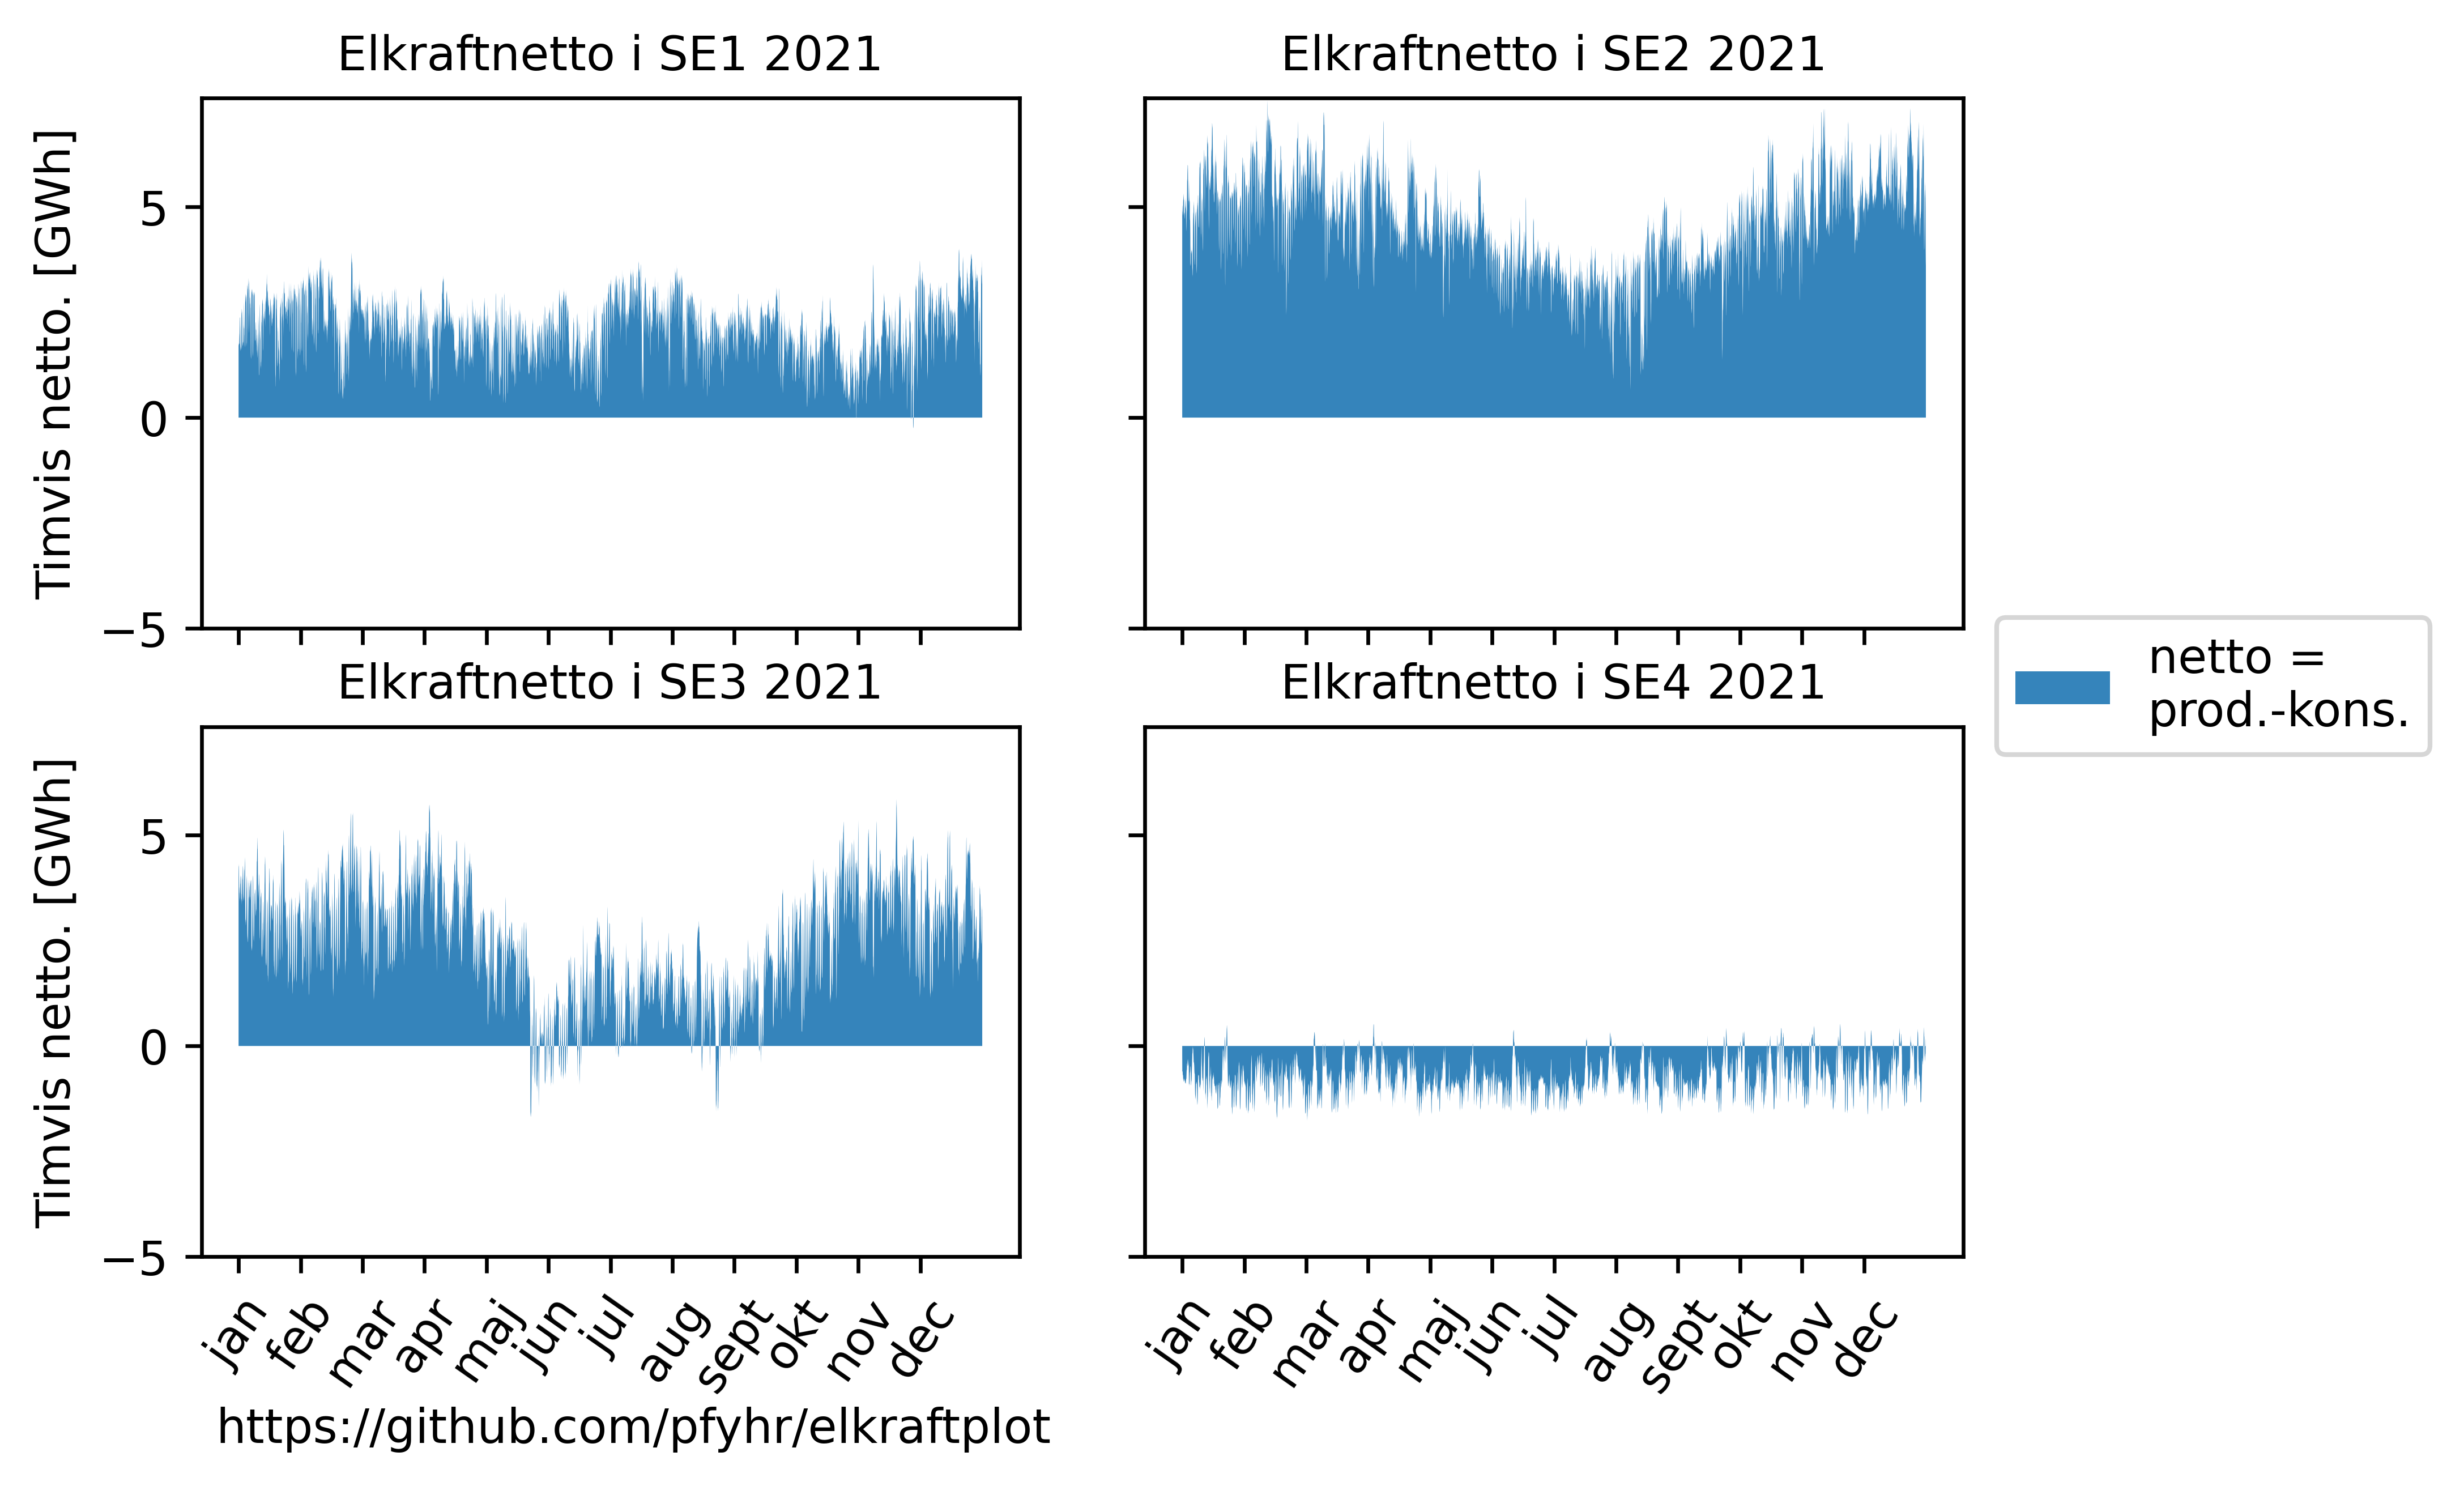 Elkraftnetto i SE1 2021
Timvis netto. [GWh]
5
0
−5
Elkraftnetto i SE2 2021
Elkraftnetto i SE3 2021
Timvis netto. [GWh]
5
0
−5
jan
feb
mar
apr
maj
jun
jul
aug
sept
okt
nov
dec
Elkraftnetto i SE4 2021
jan
feb
mar
apr
maj
jun
jul
aug
sept
okt
nov
dec
netto =
prod.-kons.
https://github.com/pfyhr/elkraftplot